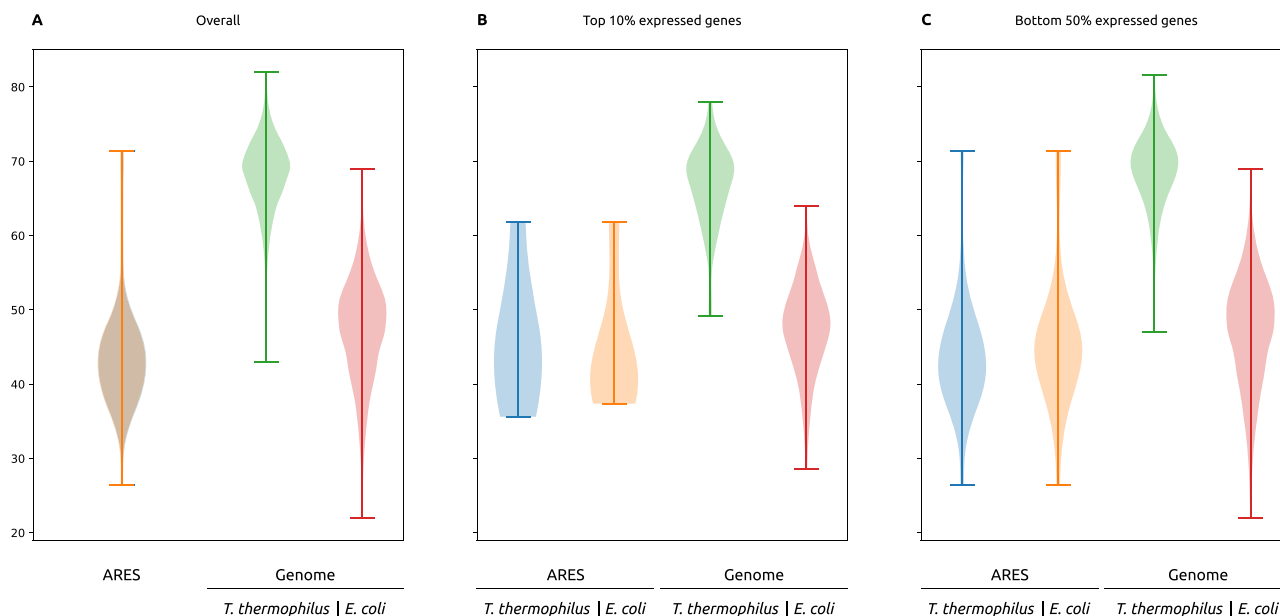 A Overall
B Top 10% expressed genes
C Bottom 50% expressed genes
80
70
60
50
40
30
20
ARES Genome
T. thermophilus | E. coli
ARES Genome
T. thermophilus | E. coli T. thermophilus | E. coli
ARES Genome
T. thermophilus | E. coli T. thermophilus | E. coli